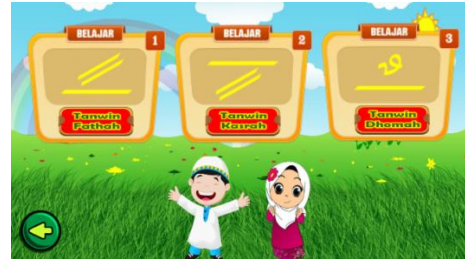 BELAJAR 1
BELAJAR 2
BELAJAR 3
Tanwin
Fathah
Tanwin
Kasrah
Tanwin
Dhomah